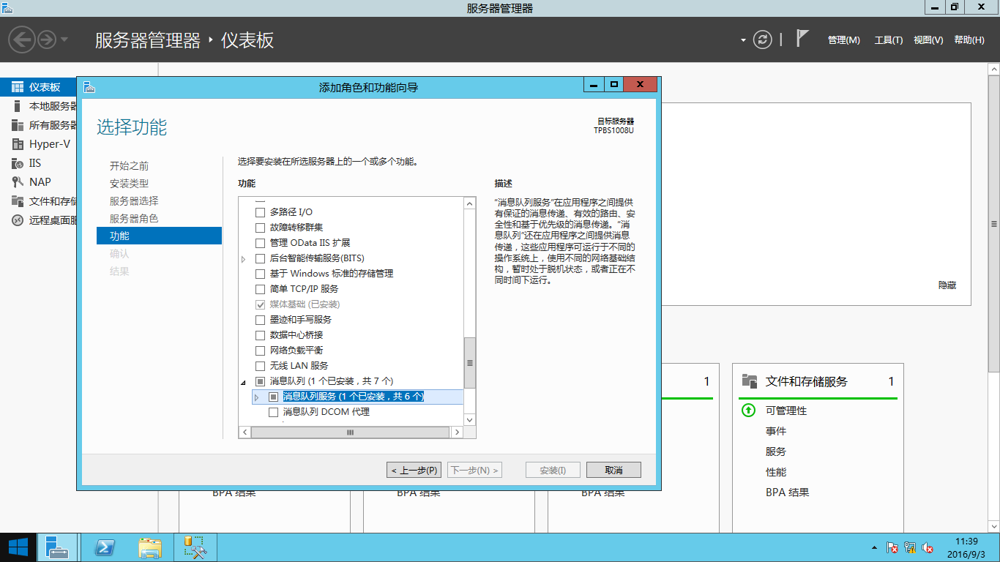 服务器管理器
服务器管理器 ‣ 仪表板
管理(M) 工具(T) 视图(V) 帮助(H)
仪表板
本地服务器
所有服务器
Hyper-V
IIS
NAP
文件和存储
远程桌面服
添加角色和功能向导
选择功能
目标服务器
TPBS1008U
开始之前
安装类型
服务器选择
服务器角色
功能
确认
结果
选择要安装在所选服务器上的一个或多个功能。
功能
多路径 I/O
故障转移群集
管理 OData IIS 扩展
后台智能传输服务(BITS)
基于 Windows 标准的存储管理
简单 TCP/IP 服务
媒体基础 (已安装)
墨迹和手写服务
数据中心桥接
网络负载平衡
无线 LAN 服务
消息队列 (1 个已安装，共 7 个)
消息队列服务 (1 个已安装，共 6 个)
消息队列 DCOM 代理
描述
"消息队列服务"在应用程序之间提供
有保证的消息传递、有效的路由、安
全性和基于优先级的消息传递。"消
息队列"还在应用程序之间提供消息
传递，这些应用程序可运行于不同的
操作系统上，使用不同的网络基础结
构，暂时处于脱机状态，或者正在不
同时间下运行。
< 上一步(P) 下一步(N) > 安装(I) 取消
隐藏
1
文件和存储服务 1
可管理性
事件
服务
性能
BPA 结果 BPA 结果 BPA 结果 BPA 结果
11:39
2016/9/3